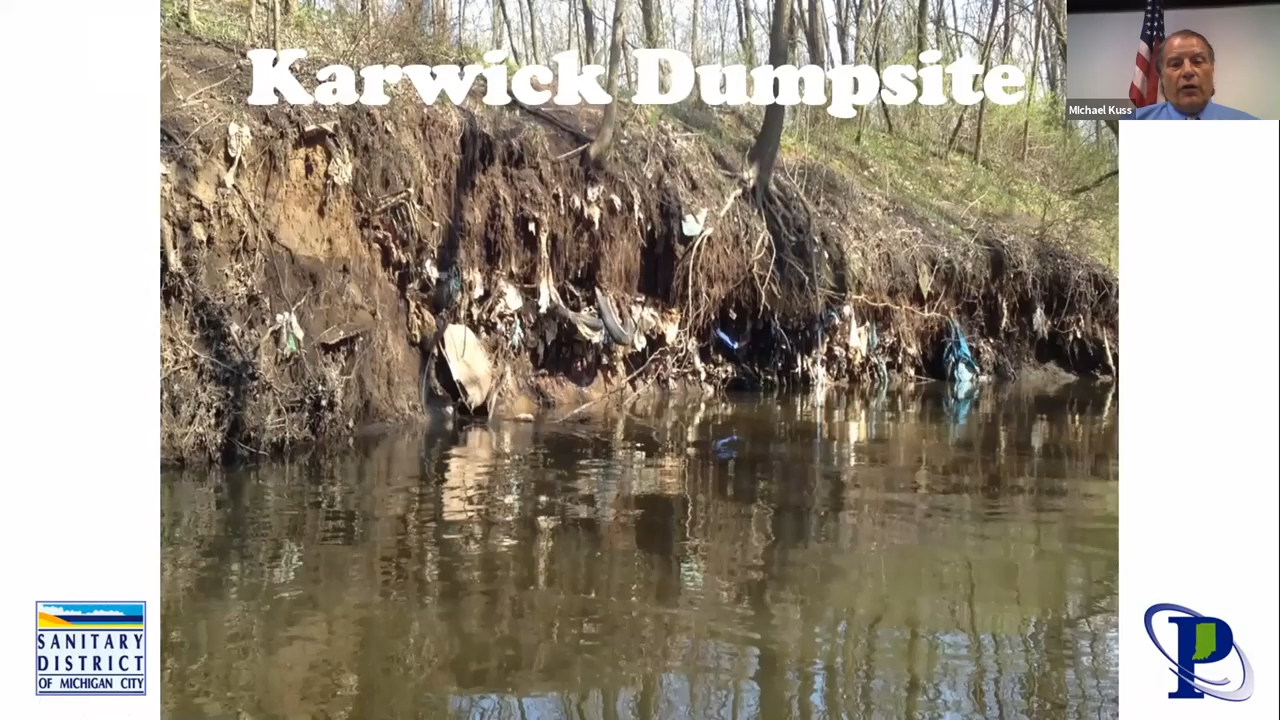 Karwick Dumpsite
Michael Kuss
SANITARY
DISTRICT
OF MICHIGAN CITY
P